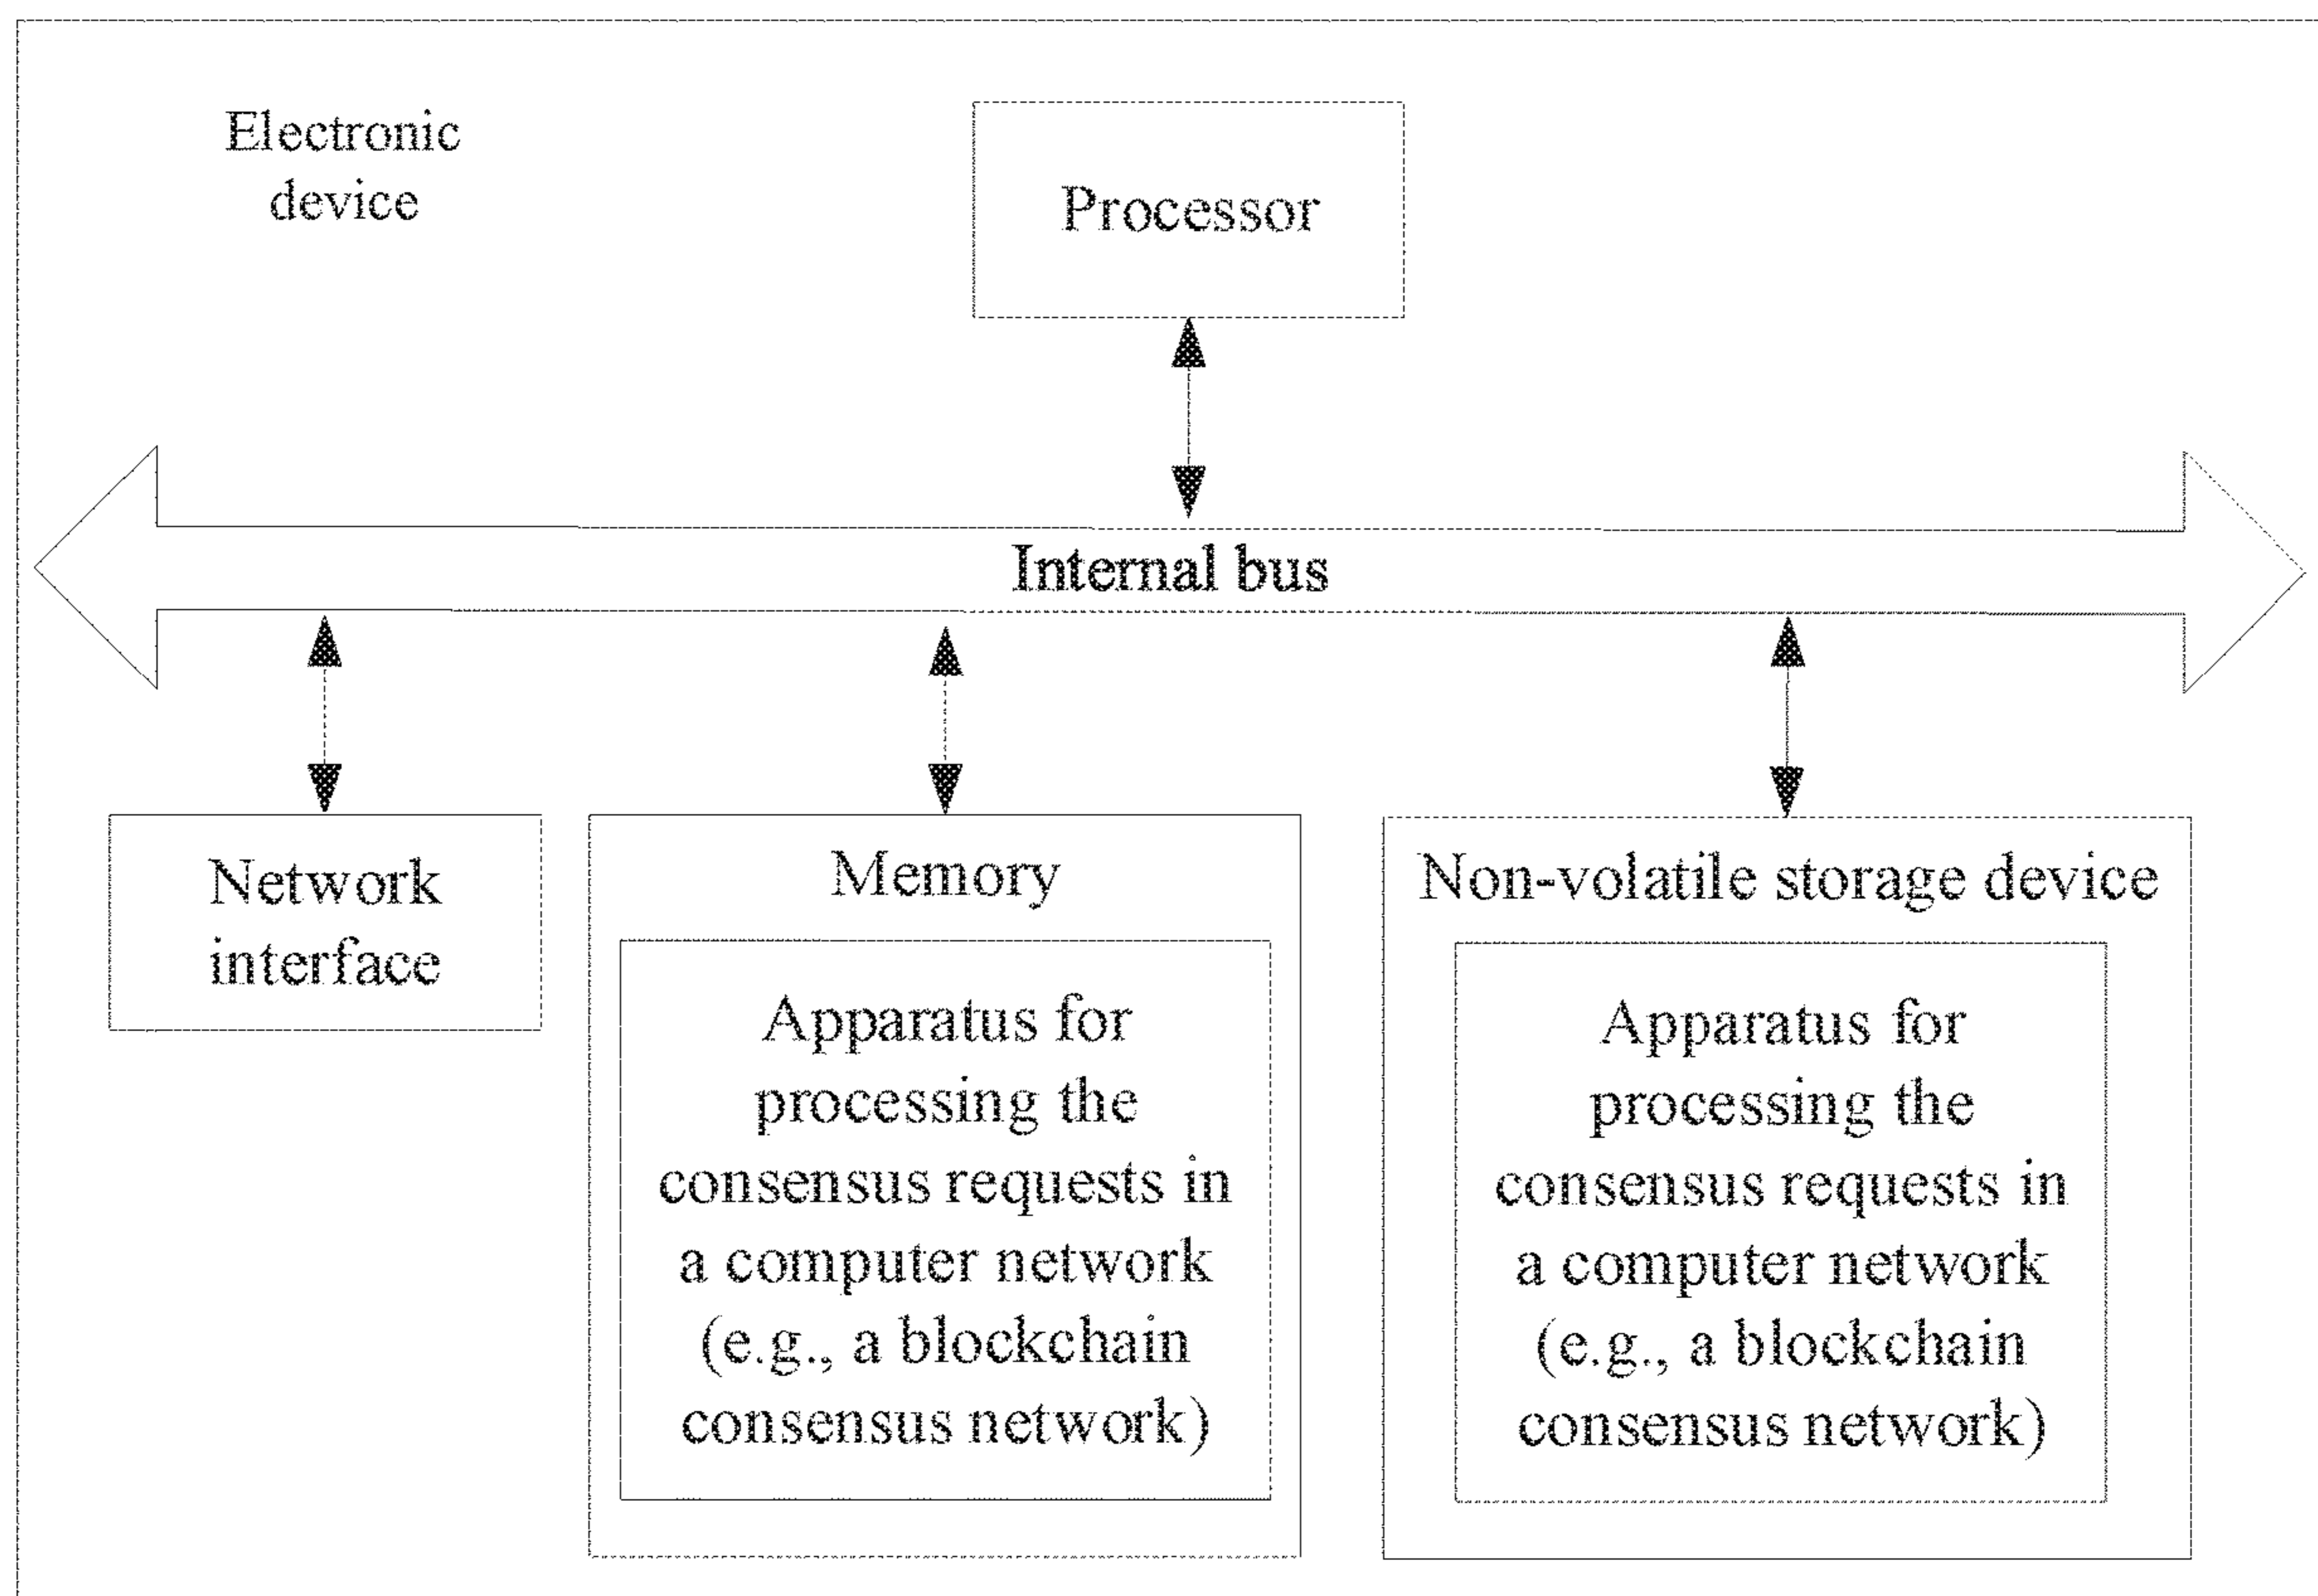 Electronic
device
Processor
Internal bus
Network
interface
Memory
Apparatus for
processing the
consensus requests in
a computer network
(e.g., a blockchain
consensus network)
Non-volatile storage device
Apparatus for
processing the
consensus requests in
a computer network
(e.g., a blockchain
consensus network)